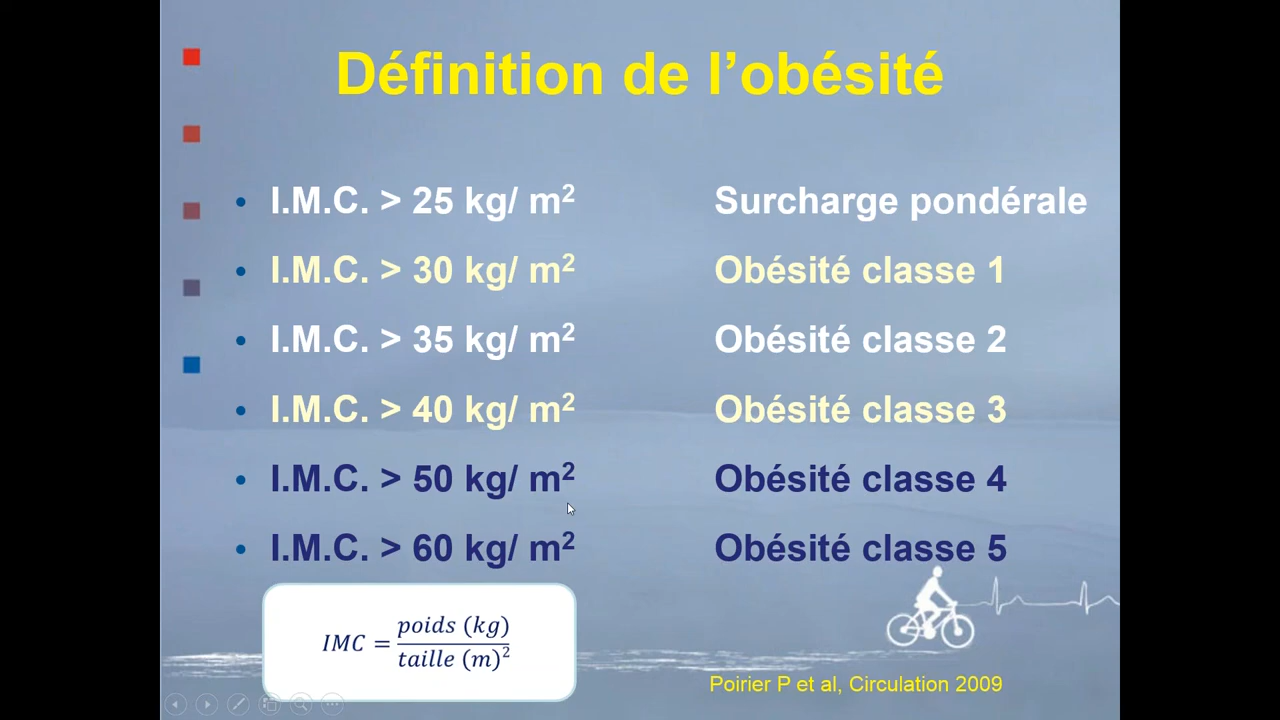 Définition de l’obésité
• I.M.C. > 25 kg/ m² Surcharge pondérale
• I.M.C. > 30 kg/ m² Obésité classe 1
• I.M.C. > 35 kg/ m² Obésité classe 2
• I.M.C. > 40 kg/ m² Obésité classe 3
• I.M.C. > 50 kg/ m² Obésité classe 4
• I.M.C. > 60 kg/ m² Obésité classe 5
IMC = poids (kg) / taille (m)²
Poirier P et al, Circulation 2009